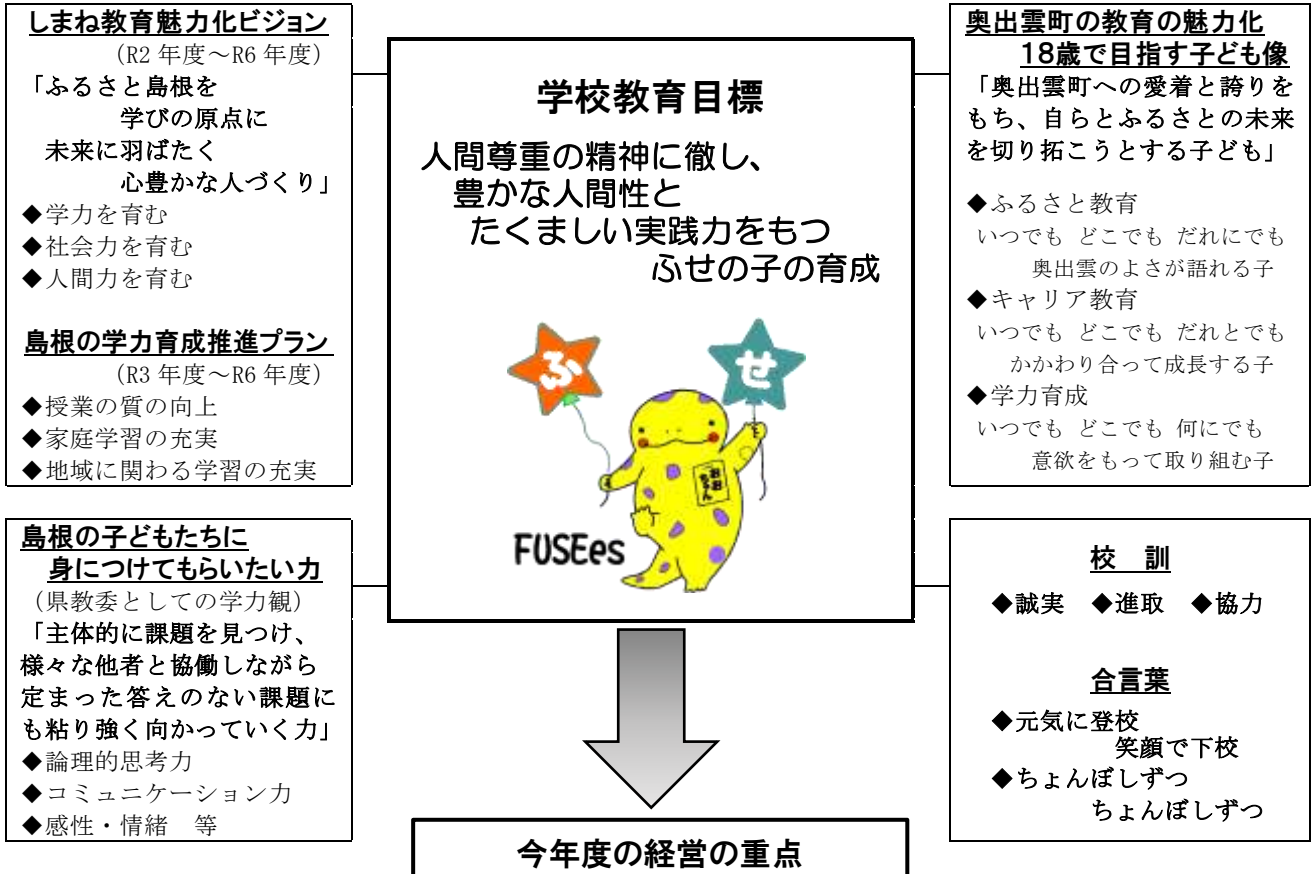 しまね教育魅力化ビジョン
(R2 年度～R6 年度)
「ふるさと島根を
学びの原点に
未来に羽ばたく
心豊かな人づくり」
◆学力を育む
◆社会力を育む
◆人間力を育む
島根の学力育成推進プラン
(R3 年度～R6 年度)
◆授業の質の向上
◆家庭学習の充実
◆地域に関わる学習の充実
島根の子どもたちに
身につけてもらいたい力
（県教委としての学力観）
「主体的に課題を見つけ、
様々な他者と協働しながら
定まった答えのない課題に
も粘り強く向かっていく力」
◆論理的思考力
◆コミュニケーション力
◆感性・情緒　等
学校教育目標
人間尊重の精神に徹し、
豊かな人間性と
たくましい実践力をもつ
ふせの子の育成
ふ
せ
おおちゃん
FUSEes
今年度の経営の重点
奥出雲町の教育の魅力化
18歳で目指す子ども像
「奥出雲町への愛着と誇りを
もち、自らとふるさとの未来
を切り拓こうとする子ども」
◆ふるさと教育
いつでも どこでも だれにでも
奥出雲のよさが語れる子
◆キャリア教育
いつでも どこでも だれとでも
かかわり合って成長する子
◆学力育成
いつでも どこでも 何にでも
意欲をもって取り組む子
校　訓
◆誠実　◆進取　◆協力
合言葉
◆元気に登校
笑顔で下校
◆ちょんぼしずつ
ちょんぼしずつ